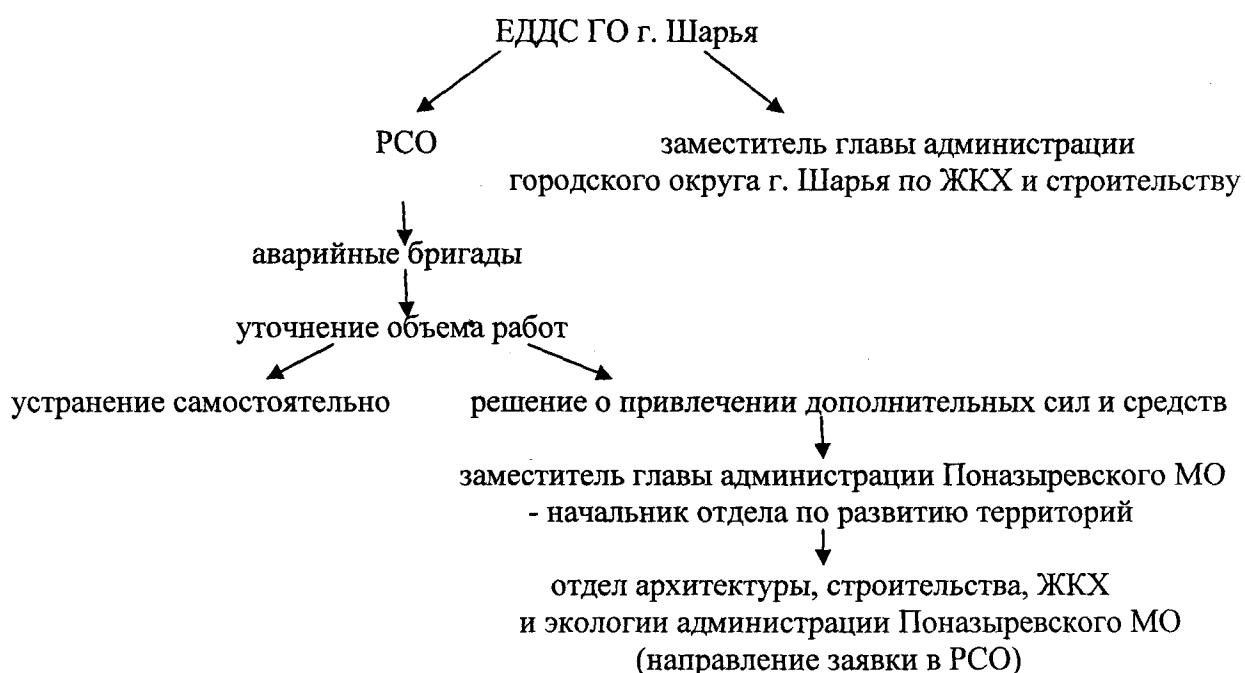 ЕДДС ГО г. Шарья
РСО
заместитель главы администрации
городского округа г. Шарья по ЖКХ и строительству
аварийные бригады
уточнение объема работ
устранение самостоятельно
решение о привлечении дополнительных сил и средств
заместитель главы администрации Поназыревского МО
- начальник отдела по развитию территорий
отдел архитектуры, строительства, ЖКХ
и экологии администрации Поназыревского МО
(направление заявки в РСО)